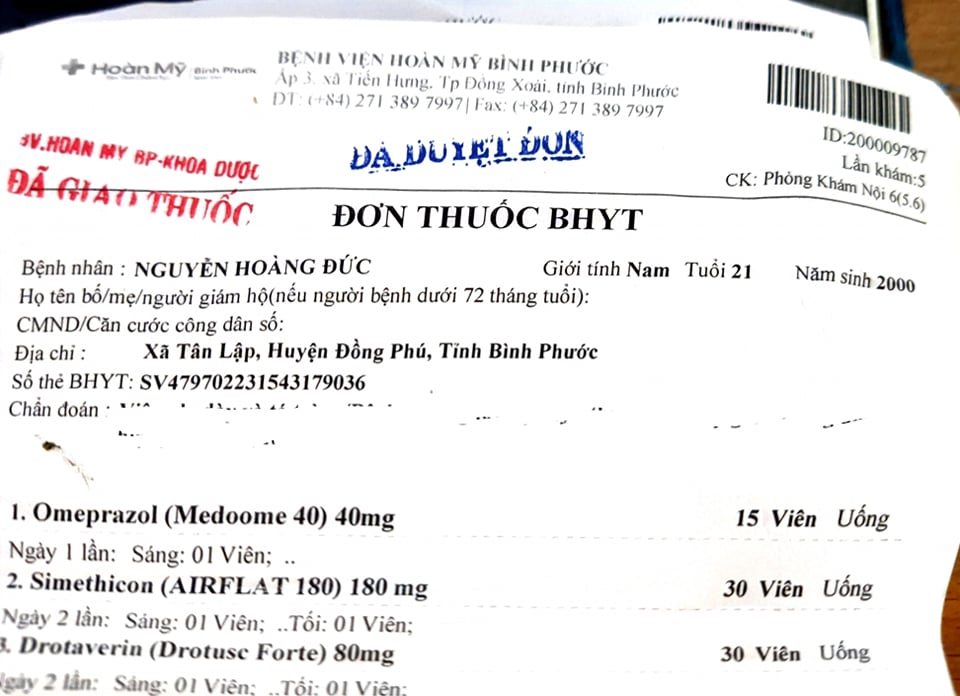 Hoàn Mỹ Bình Phước
BỆNH VIỆN HOÀN MỸ BÌNH PHƯỚC
Ấp 3, xã Tiến Hưng, Tp Đồng Xoài, tỉnh Bình Phước
ĐT: (+84) 271 389 7997| Fax: (+84) 271 389 7997
ID:200009787
Lần khám:5
CK: Phòng Khám Nội 6(5.6)
BV.HOAN MY BP-KHOA DƯỢC
ĐÃ GIAO THUỐC
ĐÃ DUYỆT ĐƠN
ĐƠN THUỐC BHYT
Bệnh nhân : NGUYỄN HOÀNG ĐỨC Giới tính Nam Tuổi 21 Năm sinh 2000
Họ tên bố/mẹ/người giám hộ(nếu người bệnh dưới 72 tháng tuổi):
CMND/Căn cước công dân số:
Địa chỉ : Xã Tân Lập, Huyện Đồng Phú, Tỉnh Bình Phước
Số thẻ BHYT: SV479702231543179036
Chẩn đoán :
1. Omeprazol (Medoome 40) 40mg 15 Viên Uống
Ngày 1 lần: Sáng: 01 Viên; ..
2. Simethicon (AIRFLAT 180) 180 mg 30 Viên Uống
Ngày 2 lần: Sáng: 01 Viên; ..Tối: 01 Viên;
3. Drotaverin (Drotusc Forte) 80mg 30 Viên Uống
Ngày 2 lần: Sáng: 01 Viên; ..Tối: 01 Viên;